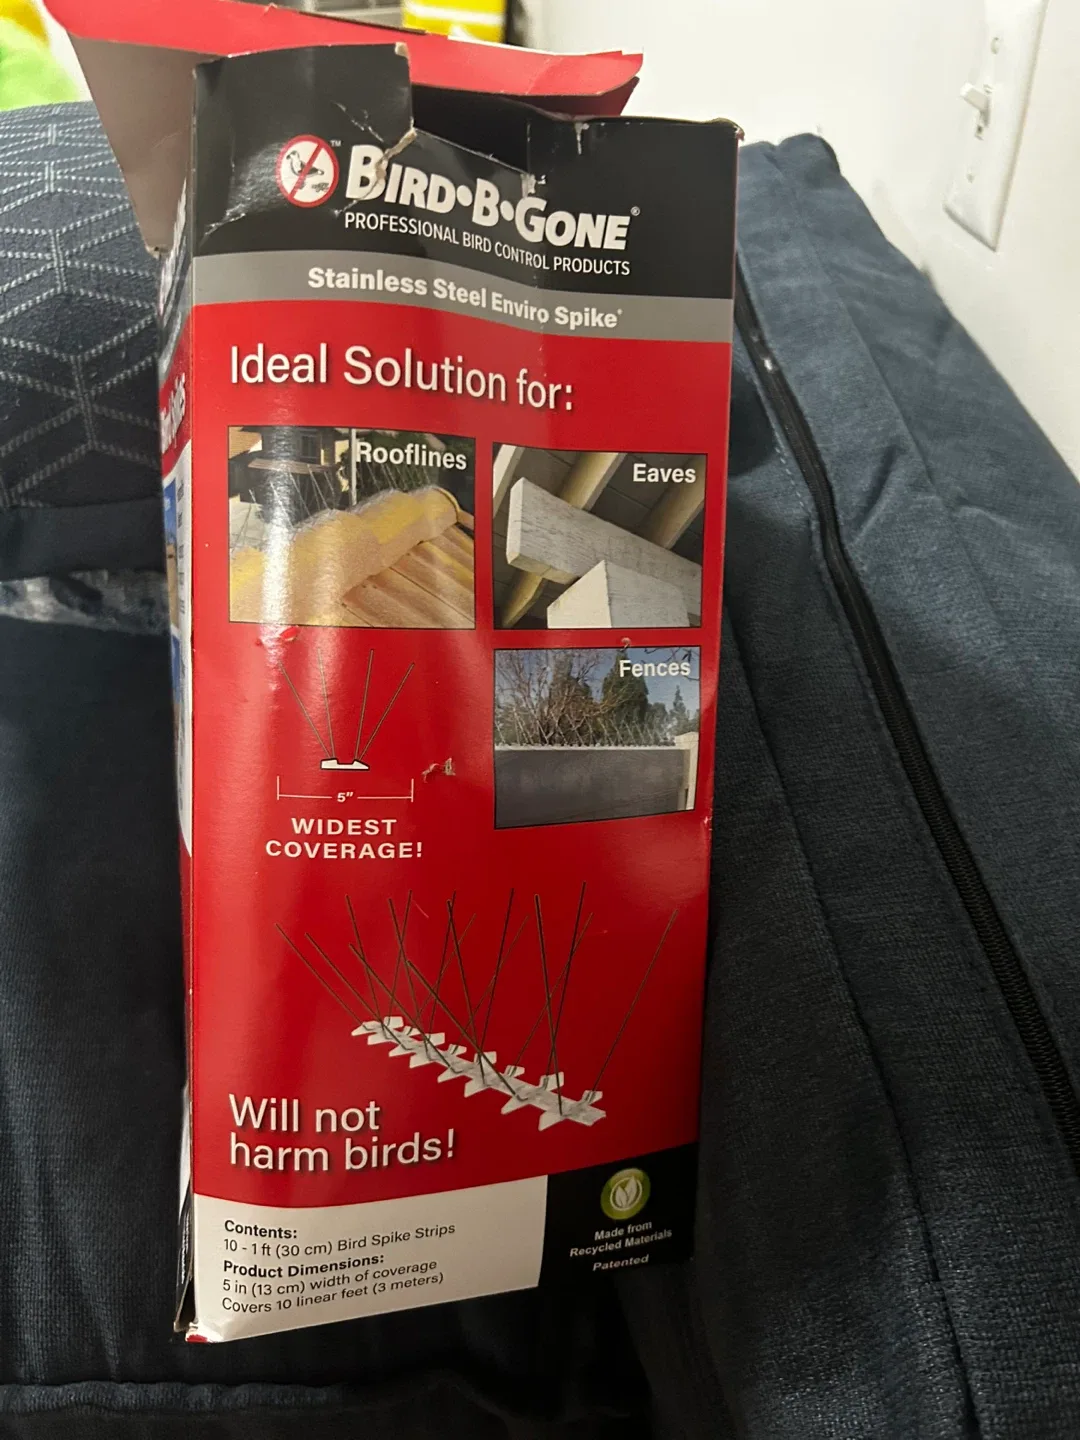 BIRD•B•GONE®
PROFESSIONAL BIRD CONTROL PRODUCTS
Stainless Steel Enviro Spike®
Ideal Solution for:
Rooflines
Eaves
Fences
5"
WIDEST
COVERAGE!
Will not
harm birds!
Contents:
10 - 1 ft (30 cm) Bird Spike Strips
Product Dimensions:
5 in (13 cm) width of coverage
Covers 10 linear feet (3 meters)
Made from
Recycled Materials
Patented